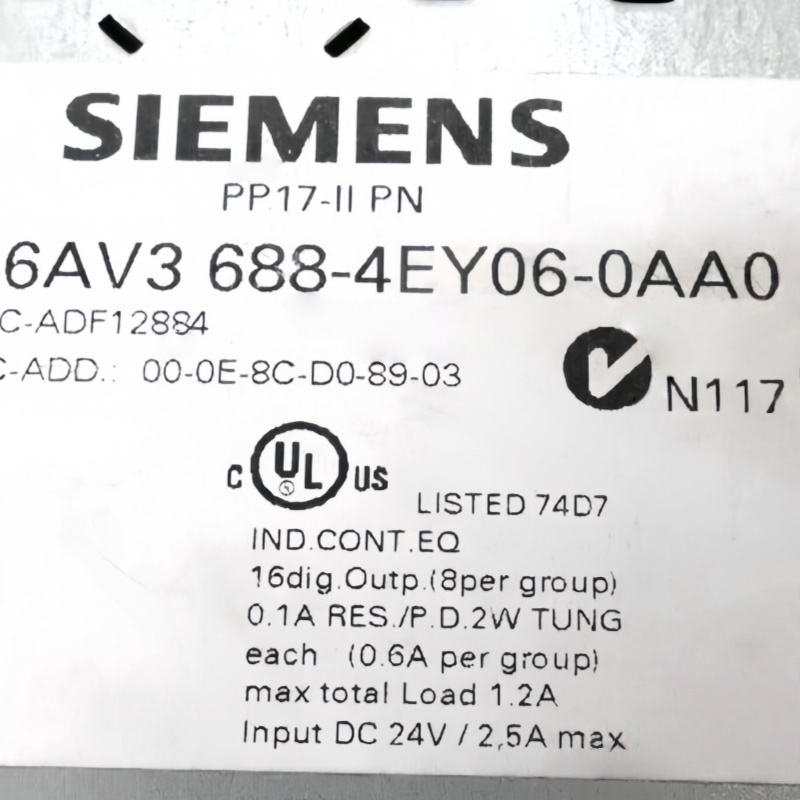 SIEMENS
PP17-II PN
6AV3 688-4EY06-0AA0
C-ADF12884
C-ADD.: 00-0E-8C-D0-89-03
N117
C UL US
LISTED 74D7
IND.CONT.EQ
16dig.Outp.(8per group)
0.1A RES./P.D.2W TUNG
each (0.6A per group)
max total Load 1.2A
Input DC 24V / 2,5A max